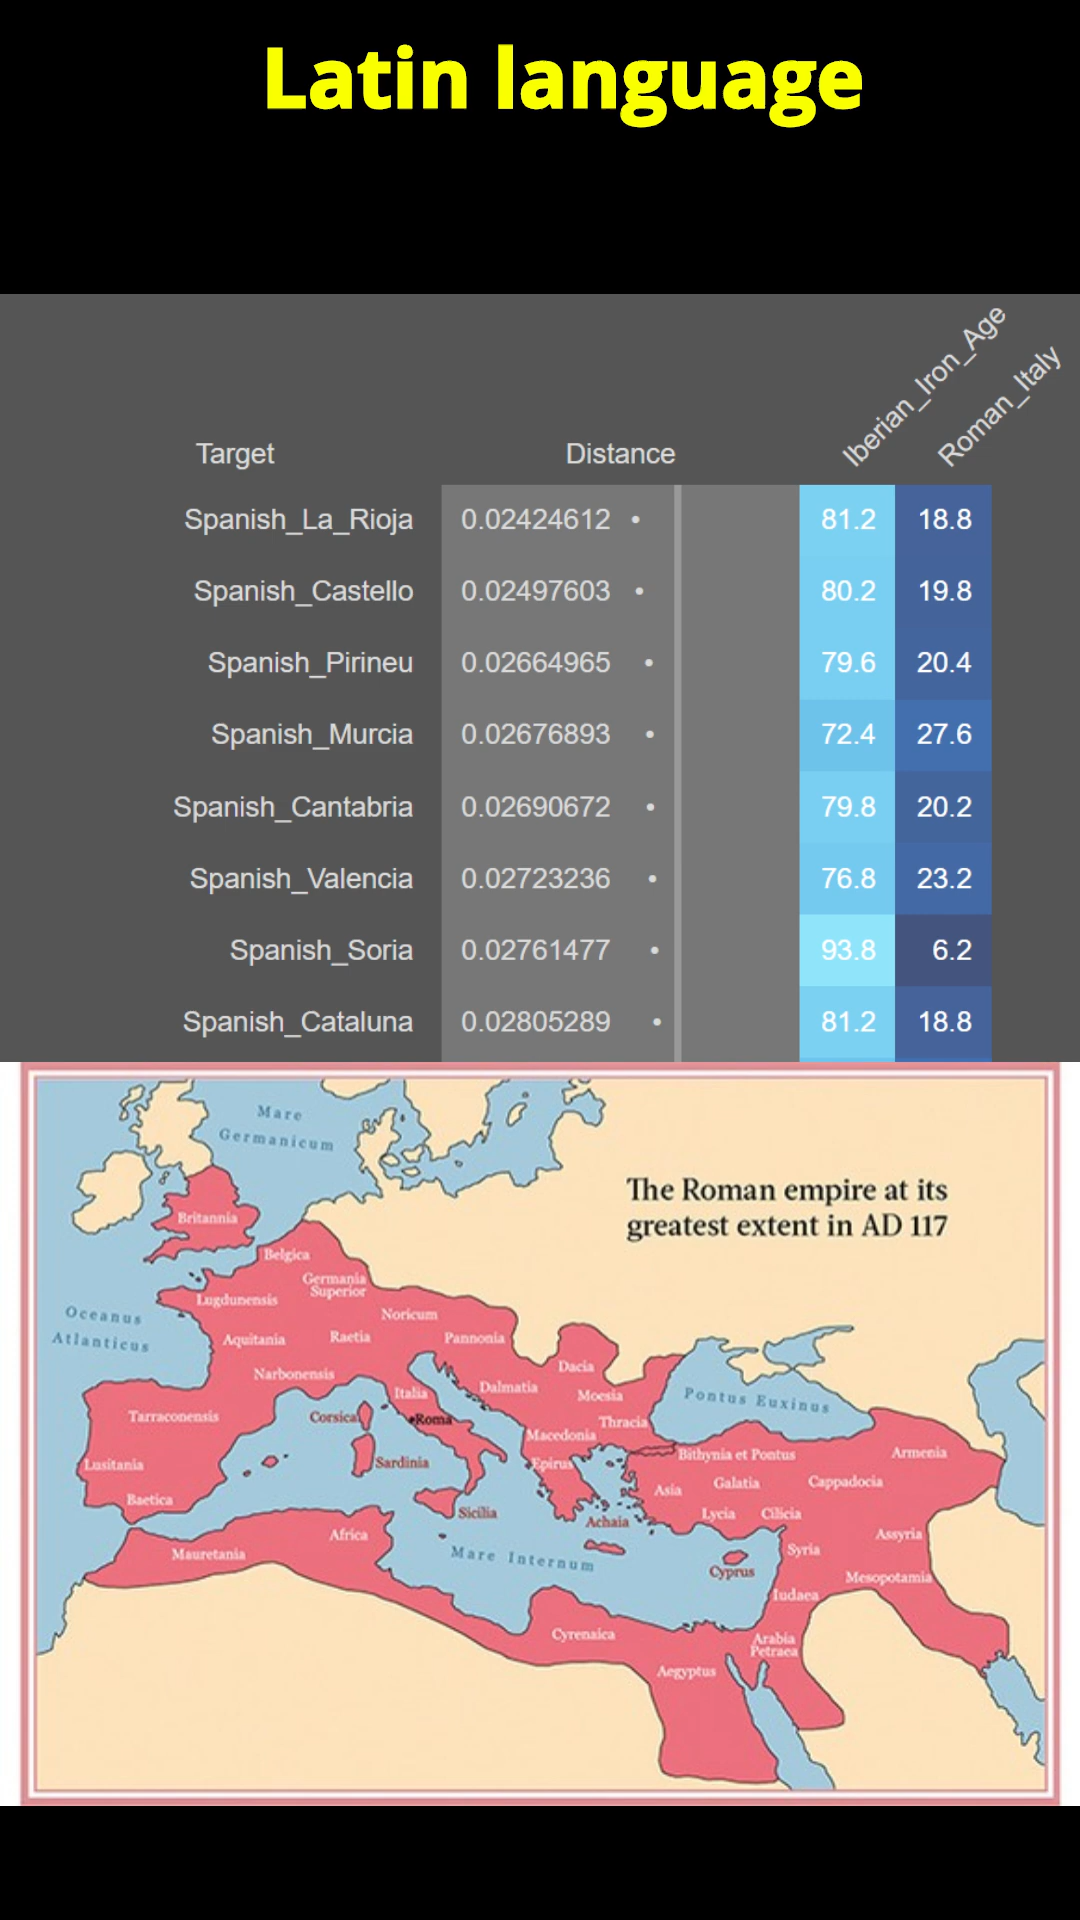 Latin language
Iberian_Iron_Age
Roman_Italy
Target Distance
Spanish_La_Rioja 0.02424612 81.2 18.8
Spanish_Castello 0.02497603 80.2 19.8
Spanish_Pirineu 0.02664965 79.6 20.4
Spanish_Murcia 0.02676893 72.4 27.6
Spanish_Cantabria 0.02690672 79.8 20.2
Spanish_Valencia 0.02723236 76.8 23.2
Spanish_Soria 0.02761477 93.8 6.2
Spanish_Cataluna 0.02805289 81.2 18.8
Mare
Germanicum
The Roman empire at its
greatest extent in AD 117
Britannia
Belgica
Germania
Superior
Lugdunensis
Noricum
Oceanus
Atlanticus
Aquitania
Raetia
Pannonia
Narbonensis
Dacia
Italia
Dalmatia
Moesia
Pontus Euxinus
Tarraconensis
Corsica
Roma
Thracia
Macedonia
Lusitania
Sardinia
Epirus
Bithynia et Pontus
Armenia
Asia
Galatia
Cappadocia
Baetica
Sicilia
Achaia
Lycia
Cilicia
Africa
Assyria
Mauretania
Mare Internum
Syria
Cyprus
Mesopotamia
Iudaea
Cyrenaica
Arabia
Petraea
Aegyptus